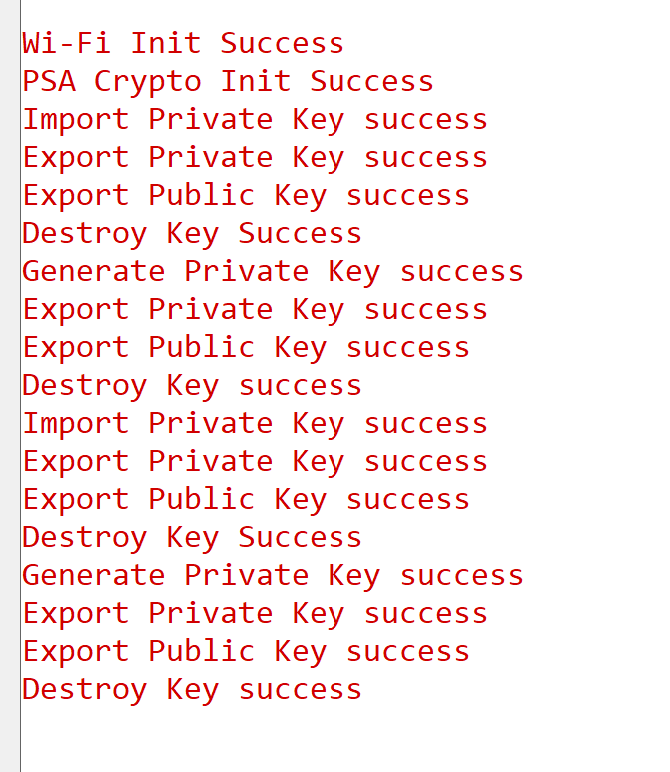 Wi-Fi Init Success
PSA Crypto Init Success
Import Private Key success
Export Private Key success
Export Public Key success
Destroy Key Success
Generate Private Key success
Export Private Key success
Export Public Key success
Destroy Key success
Import Private Key success
Export Private Key success
Export Public Key success
Destroy Key Success
Generate Private Key success
Export Private Key success
Export Public Key success
Destroy Key success